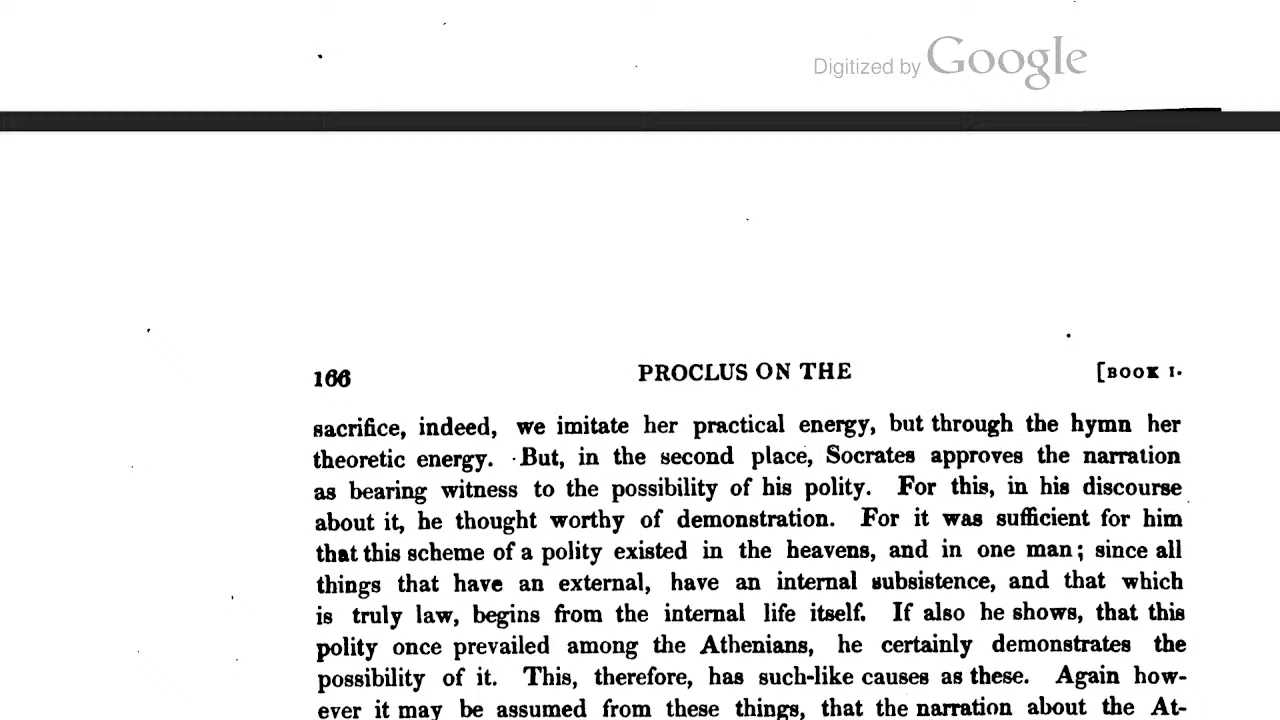 Digitized by Google
166 PROCLUS ON THE [BOOK I.
sacrifice, indeed, we imitate her practical energy, but through the hymn her
theoretic energy. But, in the second place, Socrates approves the narration
as bearing witness to the possibility of his polity. For this, in his discourse
about it, he thought worthy of demonstration. For it was sufficient for him
that this scheme of a polity existed in the heavens, and in one man; since all
things that have an external, have an internal subsistence, and that which
is truly law, begins from the internal life itself. If also he shows, that this
polity once prevailed among the Athenians, he certainly demonstrates the
possibility of it. This, therefore, has such-like causes as these. Again how-
ever it may be assumed from these things, that the narration about the At-